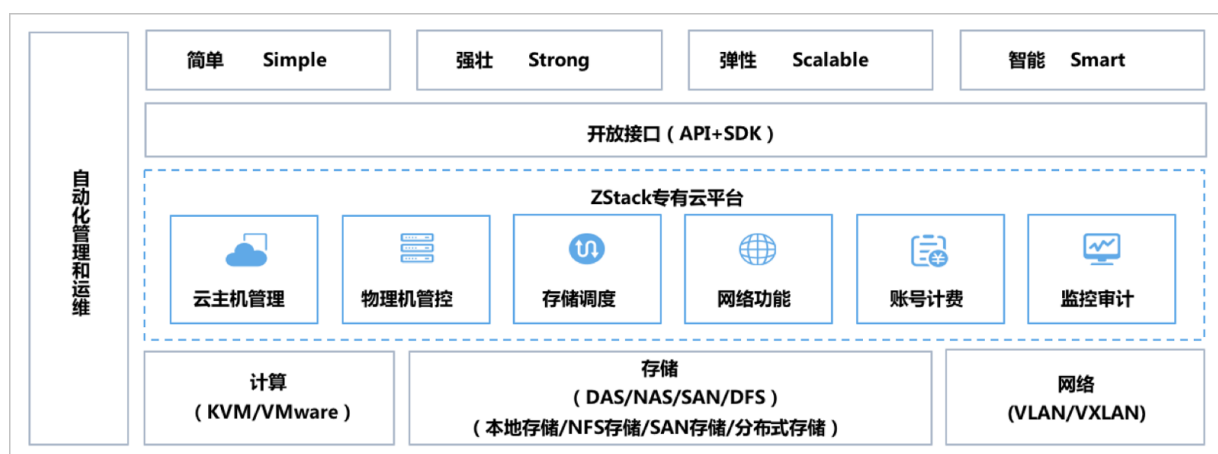 自动化管理和运维
简单 Simple
强壮 Strong
弹性 Scalable
智能 Smart
开放接口（API+SDK）
ZStack专有云平台
云主机管理
物理机管控
存储调度
网络功能
账号计费
监控审计
计算
（KVM/VMware）
存储
（DAS/NAS/SAN/DFS）
（本地存储/NFS存储/SAN存储/分布式存储）
网络
(VLAN/VXLAN)